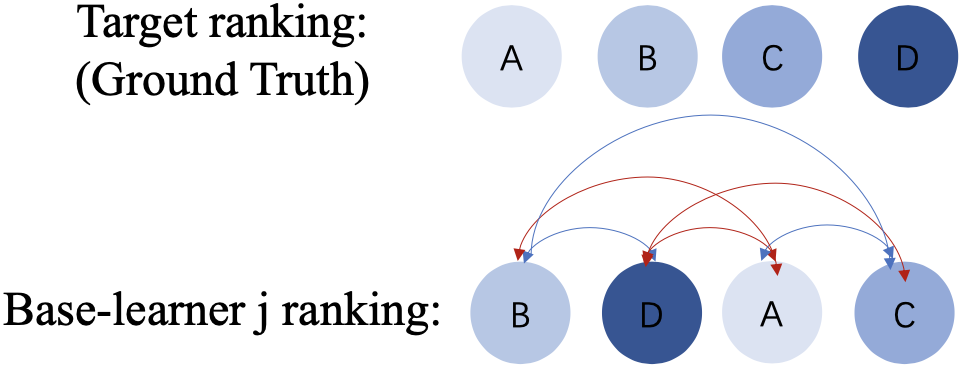 Target ranking:
(Ground Truth)
A B C D
Base-learner j ranking:
B D A C